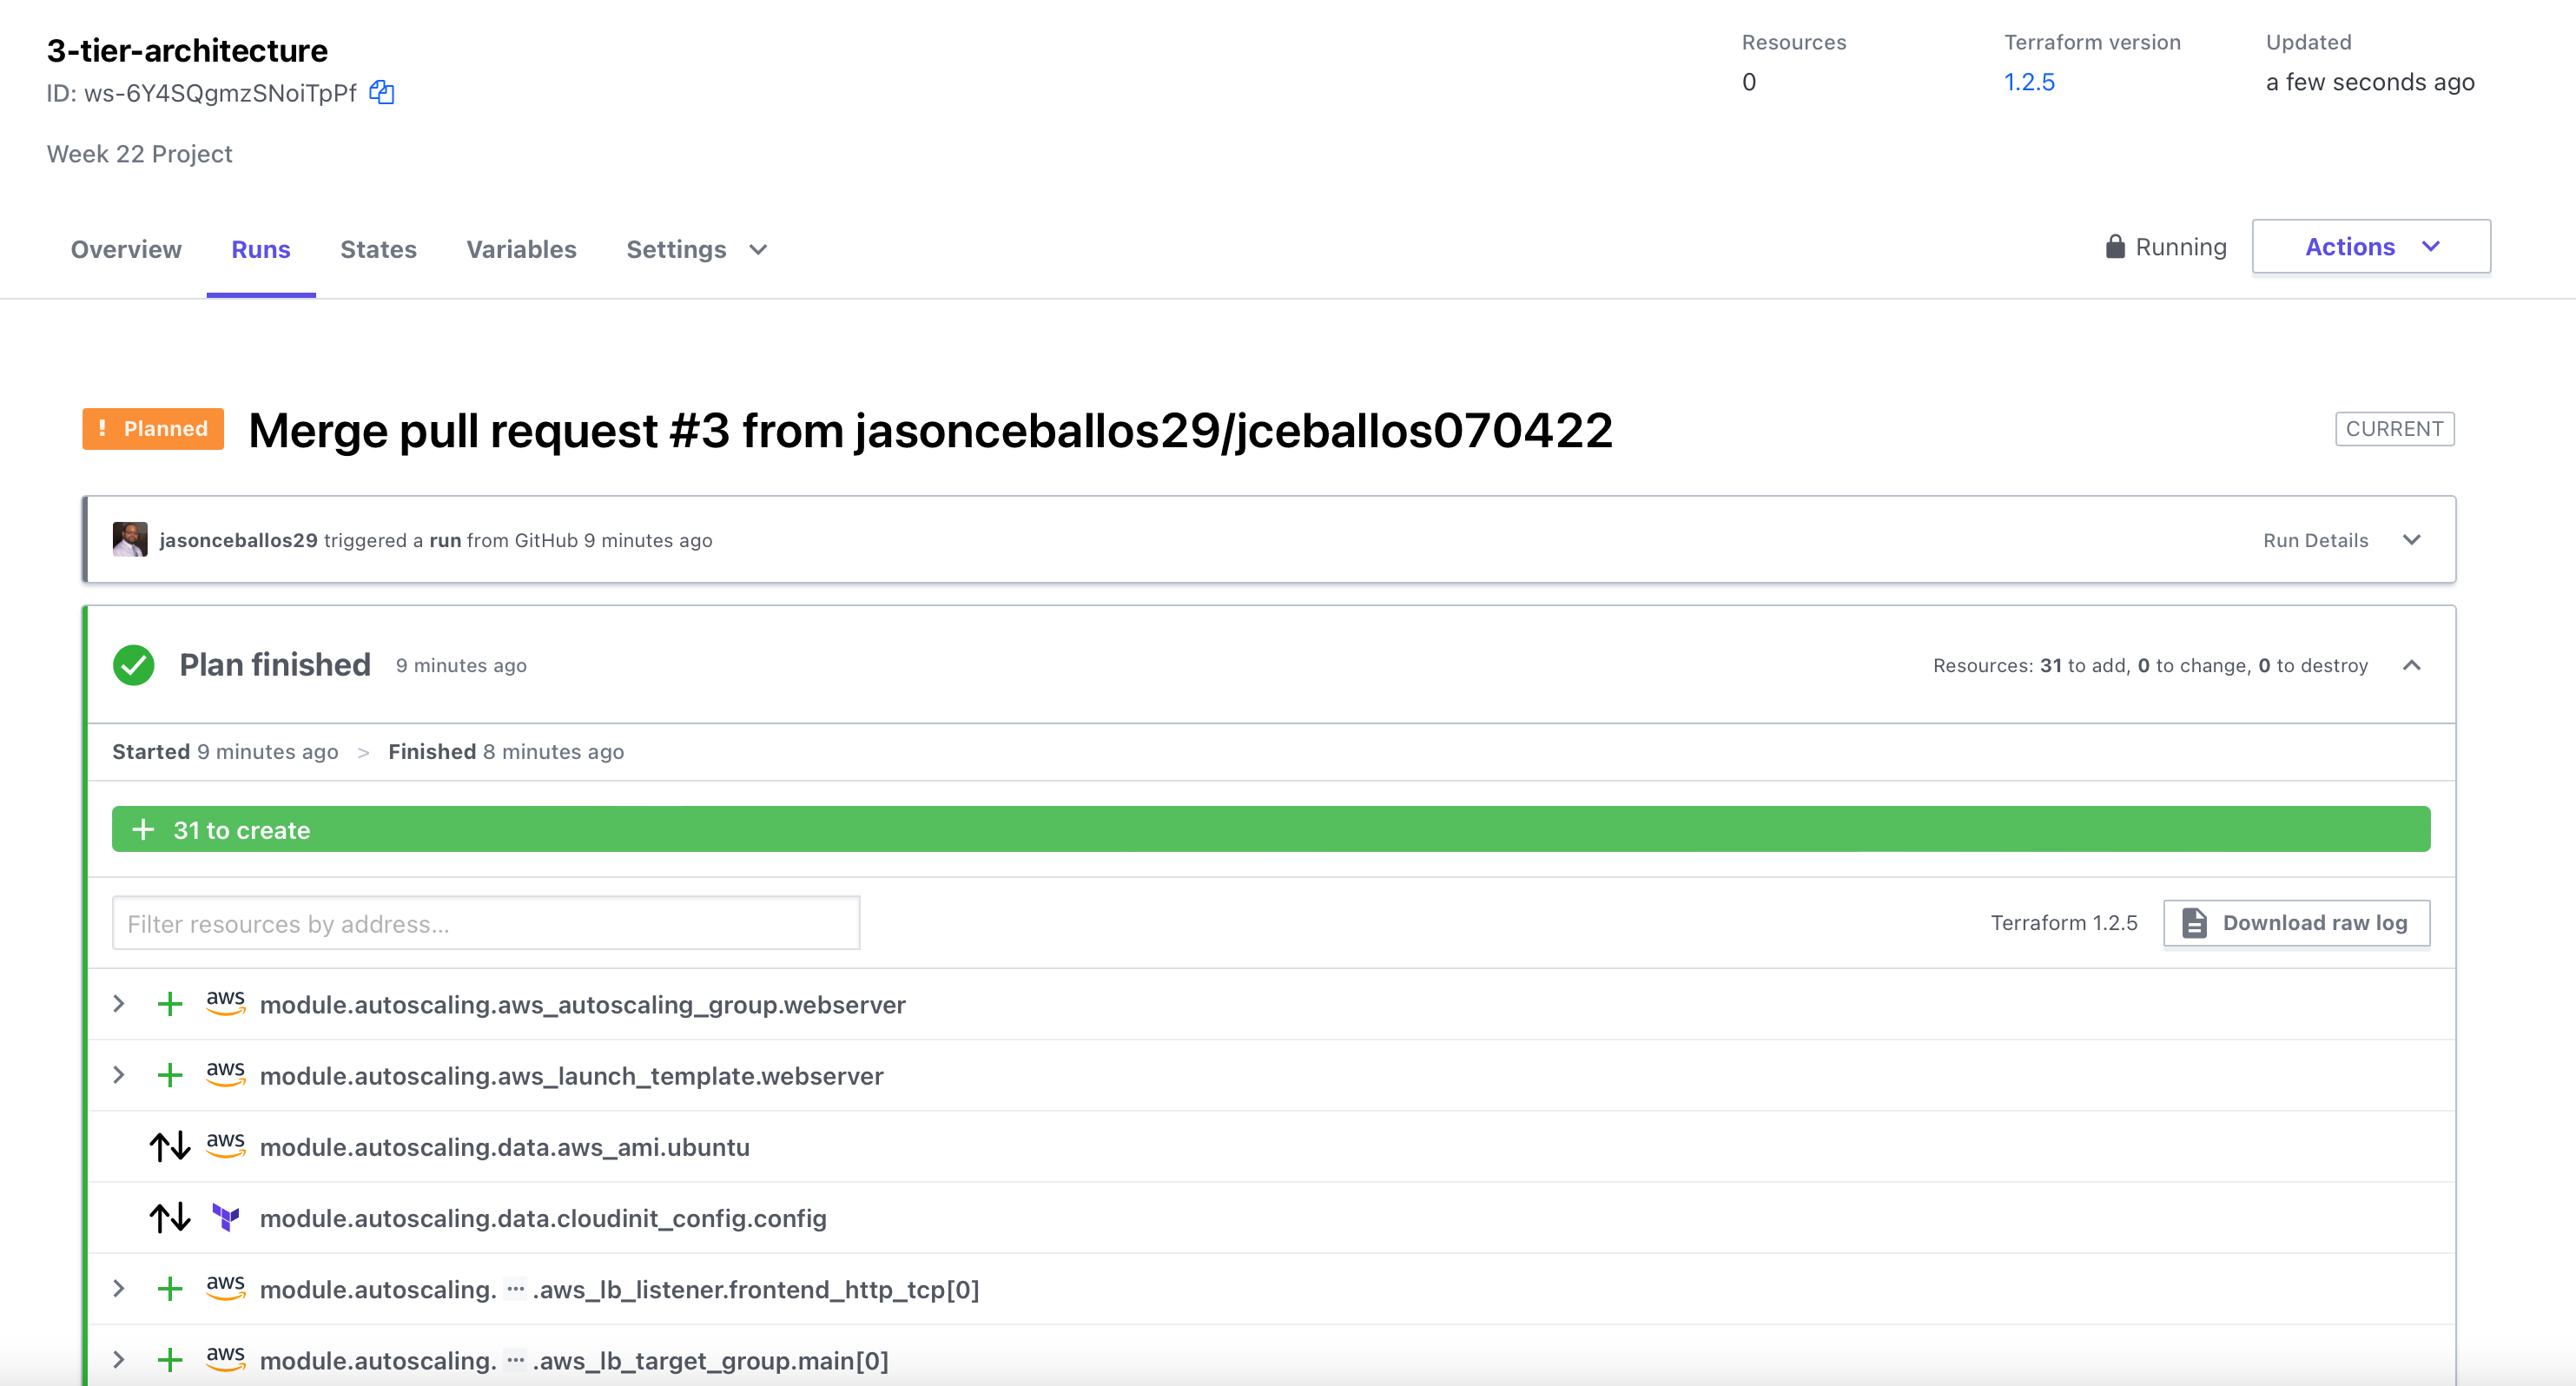 3-tier-architecture
Resources
Terraform version
Updated
ID: ws-6Y4SQgmzSNoiTpPf
0
1.2.5
a few seconds ago
Week 22 Project
Overview
Runs
States
Variables
Settings
Running
Actions
! Planned
Merge pull request #3 from jasonceballos29/jceballos070422
CURRENT
jasonceballos29 triggered a run from GitHub 9 minutes ago
Run Details
Plan finished
9 minutes ago
Resources: 31 to add, 0 to change, 0 to destroy
Started 9 minutes ago > Finished 8 minutes ago
+ 31 to create
Filter resources by address...
Terraform 1.2.5
Download raw log
+ aws module.autoscaling.aws_autoscaling_group.webserver
+ aws module.autoscaling.aws_launch_template.webserver
aws module.autoscaling.data.aws_ami.ubuntu
module.autoscaling.data.cloudinit_config.config
+ aws module.autoscaling. ... .aws_lb_listener.frontend_http_tcp[0]
+ aws module.autoscaling. ... .aws_lb_target_group.main[0]